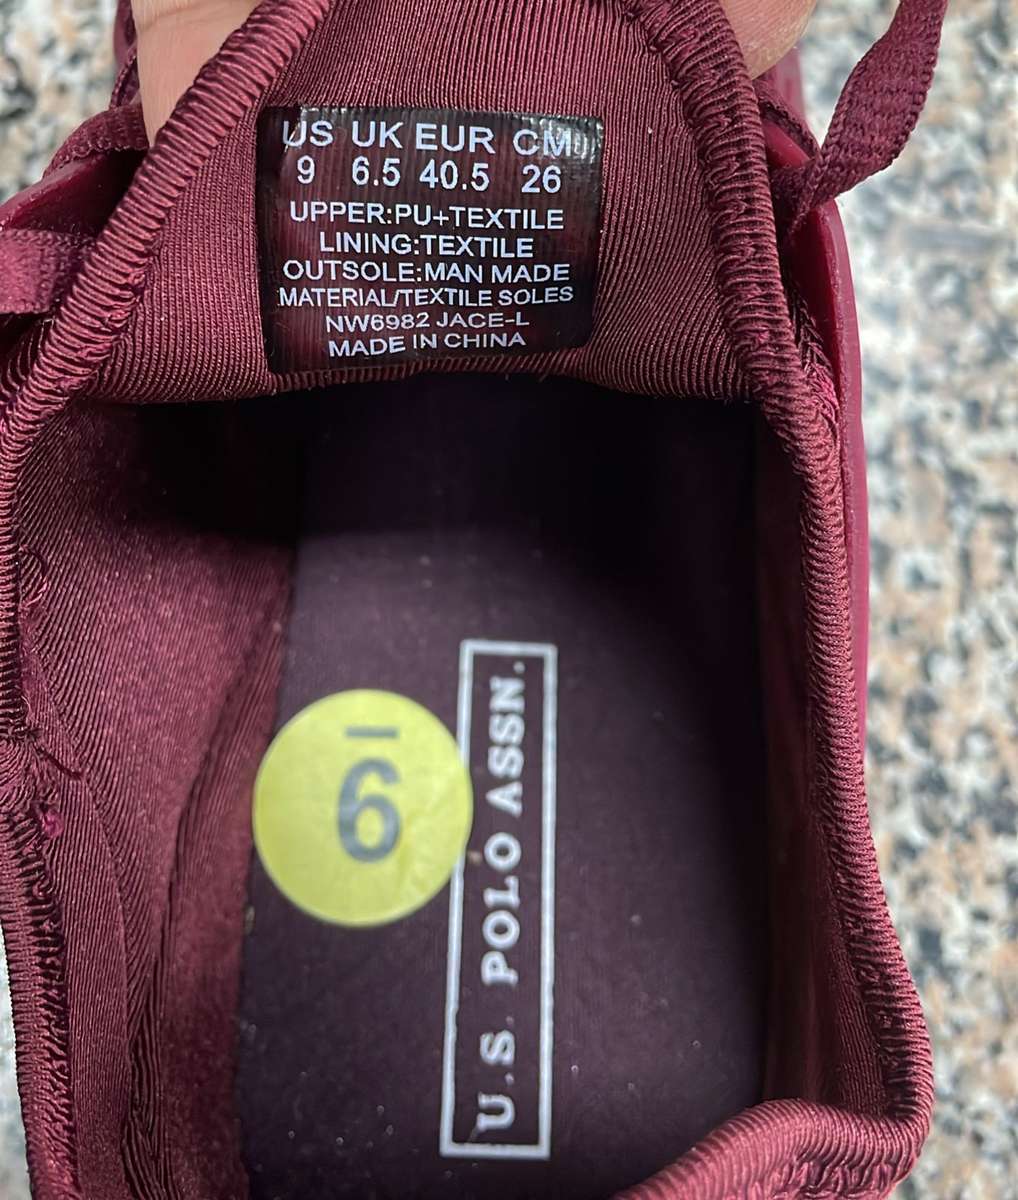 US UK EUR CM
9 6.5 40.5 26
UPPER:PU+TEXTILE
LINING:TEXTILE
OUTSOLE:MAN MADE
MATERIAL/TEXTILE SOLES
NW6982 JACE-L
MADE IN CHINA
9
U.S. POLO ASSN.